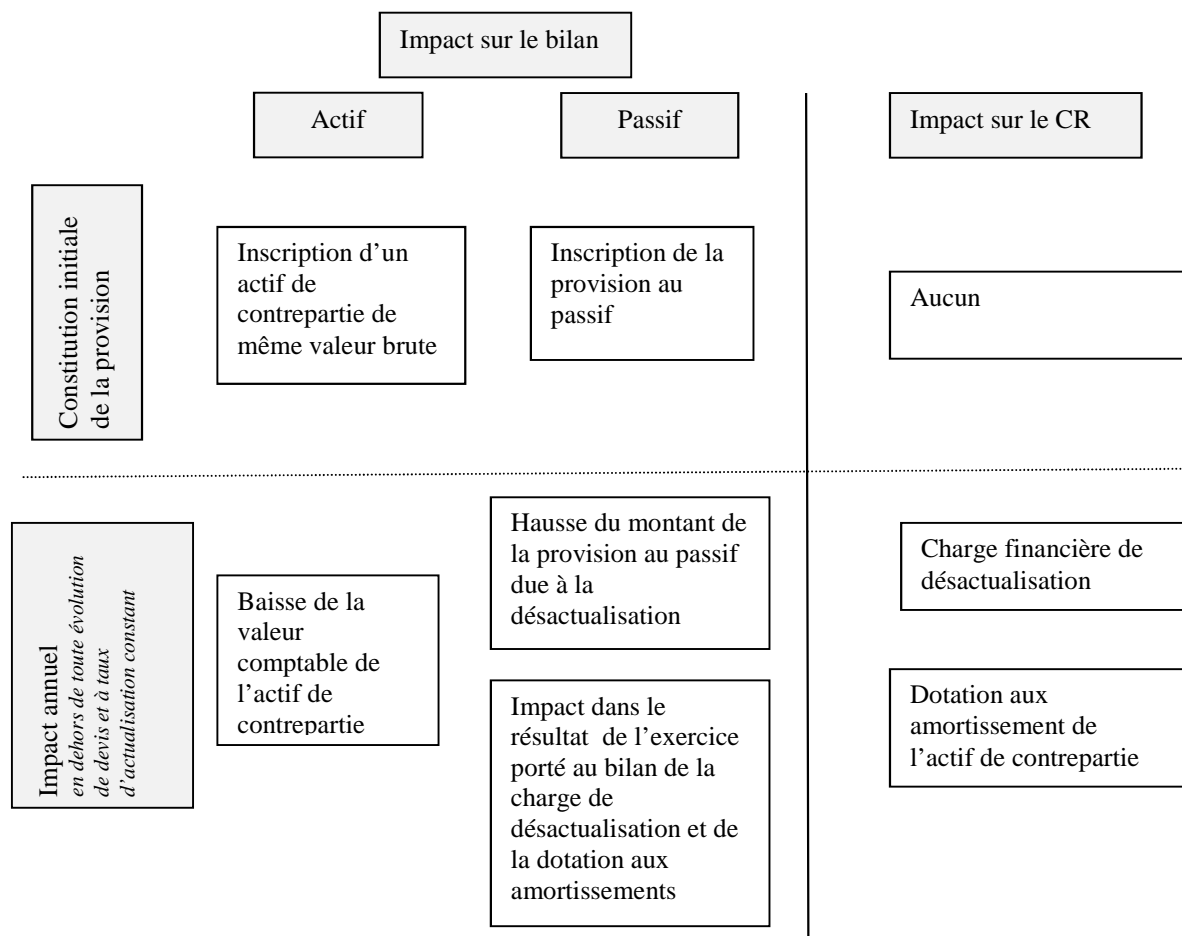 Impact sur le bilan
Actif
Passif
Impact sur le CR
Constitution initiale
de la provision
Inscription d’un
actif de
contrepartie de
même valeur brute
Inscription de la
provision au
passif
Aucun
Impact annuel
en dehors de toute évolution
de devis et à taux
d’actualisation constant
Baisse de la
valeur
comptable de
l’actif de
contrepartie
Hausse du montant de
la provision au passif
due à la
désactualisation
Impact dans le
résultat de l’exercice
porté au bilan de la
charge de
désactualisation et de
la dotation aux
amortissements
Charge financière de
désactualisation
Dotation aux
amortissement de
l’actif de contrepartie